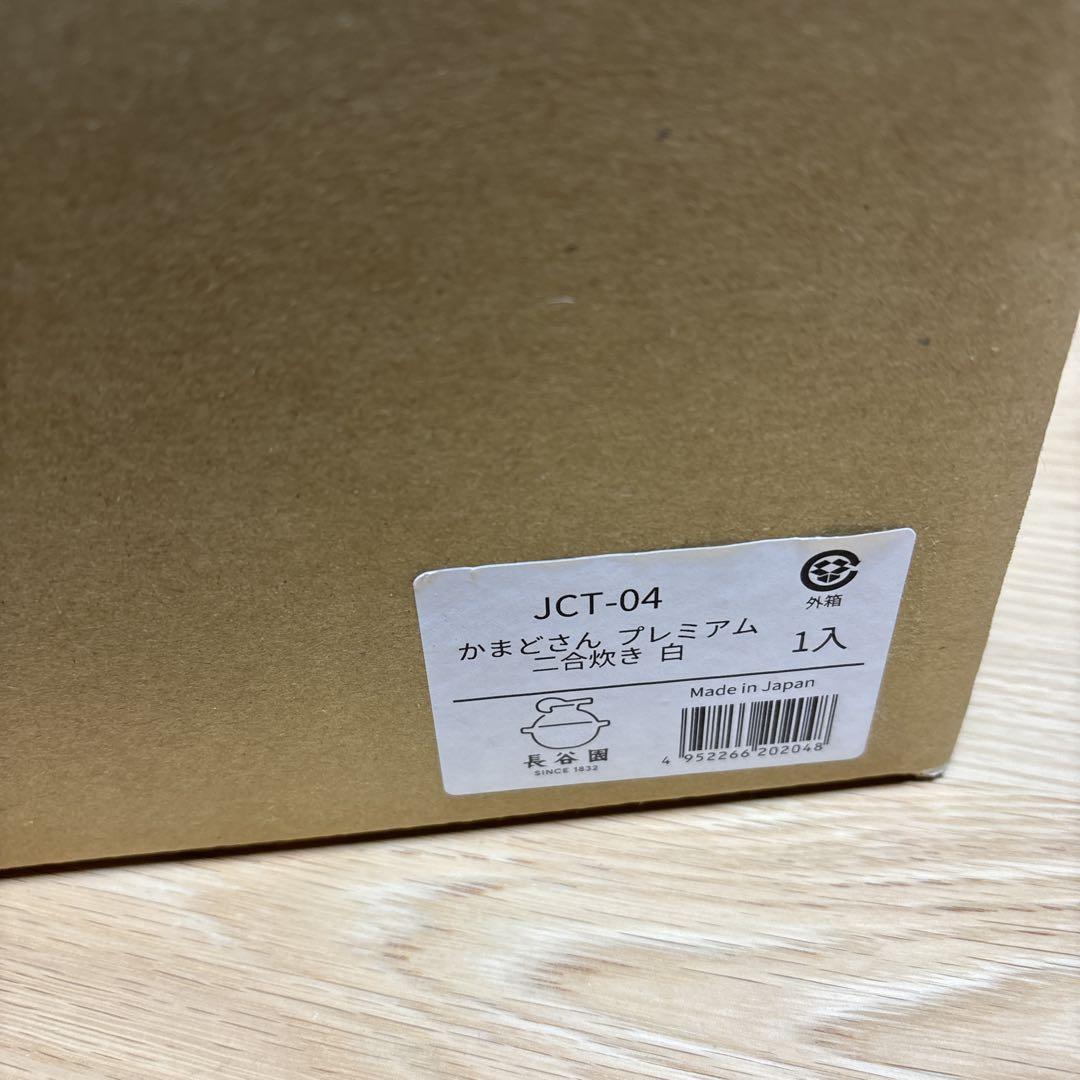 JCT-04
外箱
かまどさん プレミアム
二合炊き 白
1入
Made in Japan
長谷園
SINCE 1832
4 952266 202048